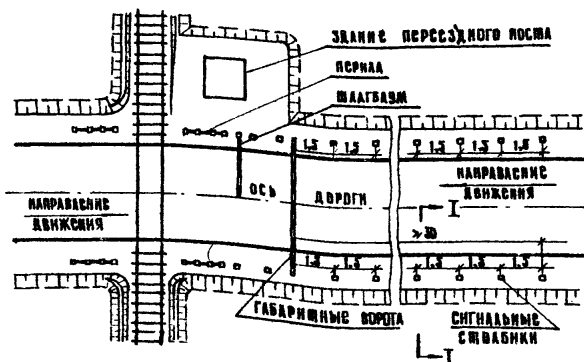 ЗДАНИЕ ПЕРЕЕЗДНОГО ПОСТА
ПЕРИЛА
ШЛАГБАУМ
1,5 1,5 1,5 1,5 1,5
НАПРАВЛЕНИЕ
ДВИЖЕНИЯ
ОСЬ ДОРОГИ
НАПРАВЛЕНИЕ
ДВИЖЕНИЯ
I
>30
1,5 1,5 1,5 1,5 1,5
ГАБАРИТНЫЕ ВОРОТА
СИГНАЛЬНЫЕ
СТОЛБИКИ
I